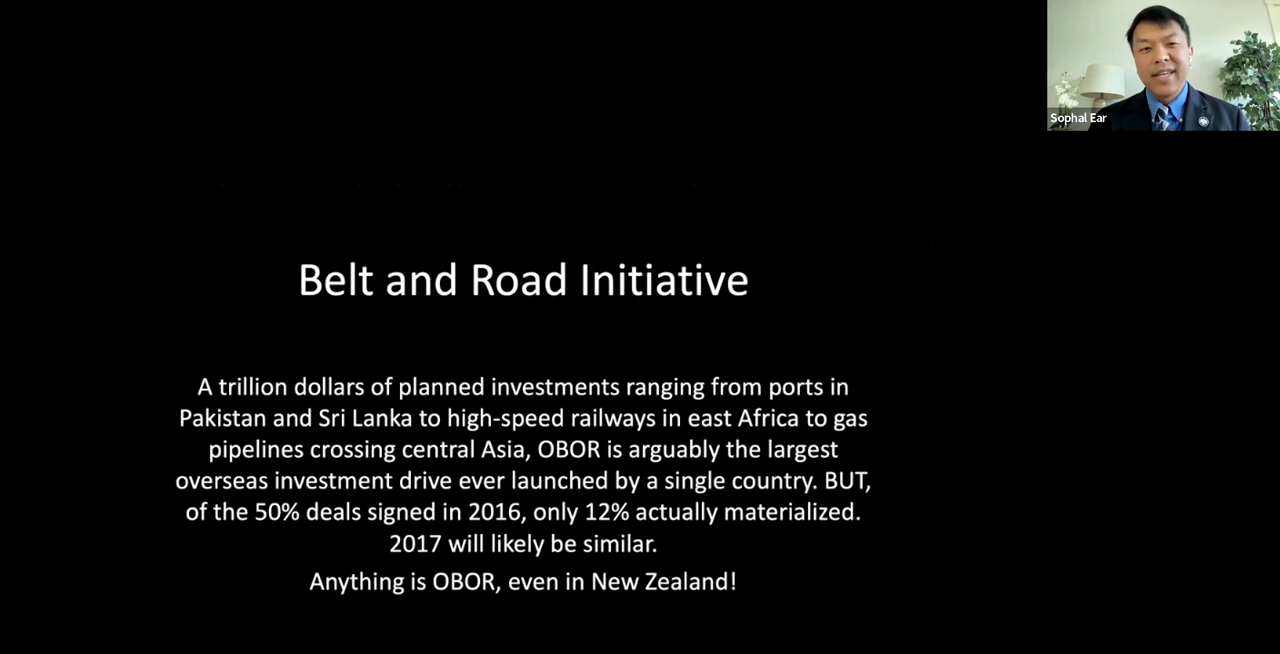 Sophal Ear
Belt and Road Initiative
A trillion dollars of planned investments ranging from ports in
Pakistan and Sri Lanka to high-speed railways in east Africa to gas
pipelines crossing central Asia, OBOR is arguably the largest
overseas investment drive ever launched by a single country. BUT,
of the 50% deals signed in 2016, only 12% actually materialized.
2017 will likely be similar.
Anything is OBOR, even in New Zealand!